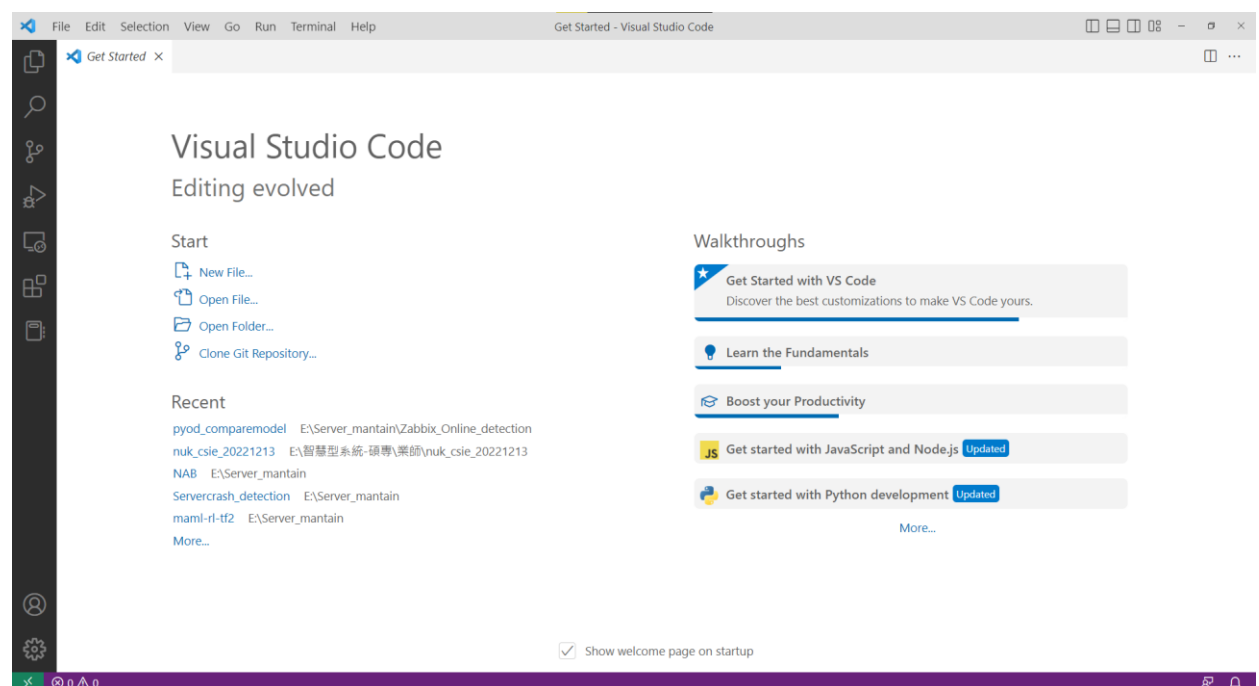 File Edit Selection View Go Run Terminal Help
Get Started - Visual Studio Code
Get Started
Visual Studio Code
Editing evolved
Start
New File...
Open File...
Open Folder...
Clone Git Repository...
Recent
pyod_comparemodel E:\Server_mantain\Zabbix_Online_detection
nuk_csie_20221213 E:\智慧型系統-碩專\業師\nuk_csie_20221213
NAB E:\Server_mantain
Servercrash_detection E:\Server_mantain
maml-rl-tf2 E:\Server_mantain
More...
Walkthroughs
Get Started with VS Code
Discover the best customizations to make VS Code yours.
Learn the Fundamentals
Boost your Productivity
JS Get started with JavaScript and Node.js Updated
Get started with Python development Updated
More...
Show welcome page on startup
0 0